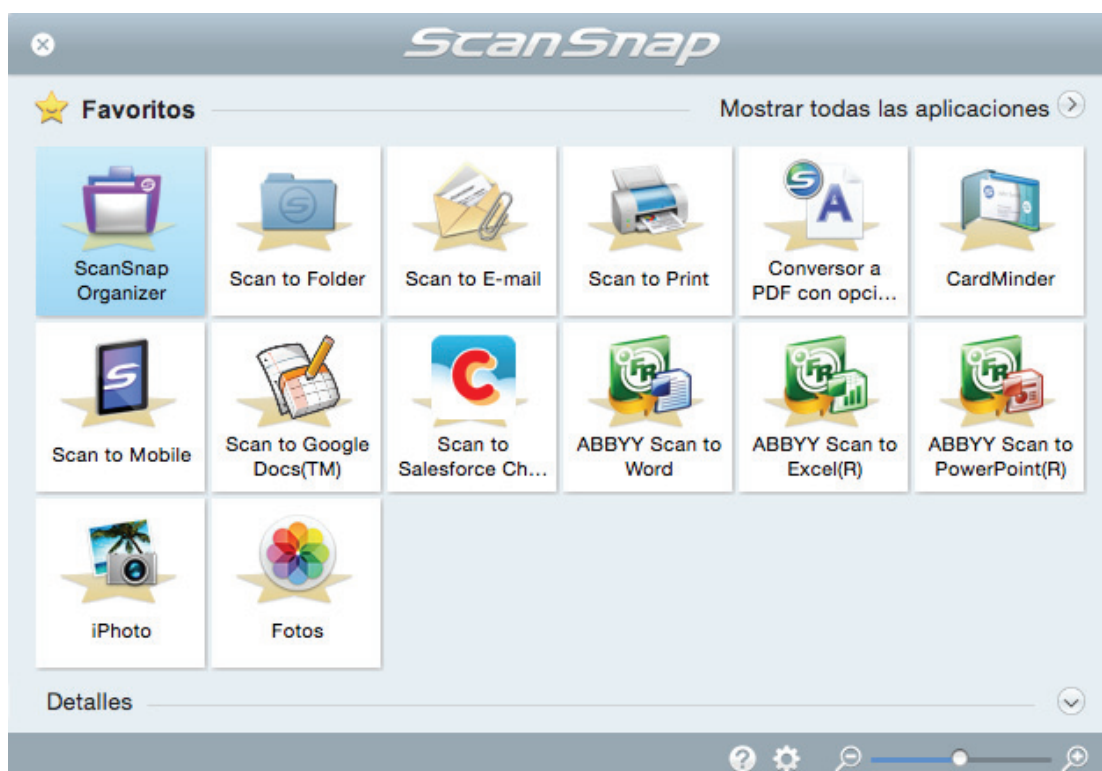 ScanSnap
Favoritos
Mostrar todas las aplicaciones
ScanSnap
Organizer
Scan to Folder
Scan to E-mail
Scan to Print
Conversor a
PDF con opci...
CardMinder
Scan to Mobile
Scan to Google
Docs(TM)
Scan to
Salesforce Ch...
ABBYY Scan to
Word
ABBYY Scan to
Excel(R)
ABBYY Scan to
PowerPoint(R)
iPhoto
Fotos
Detalles